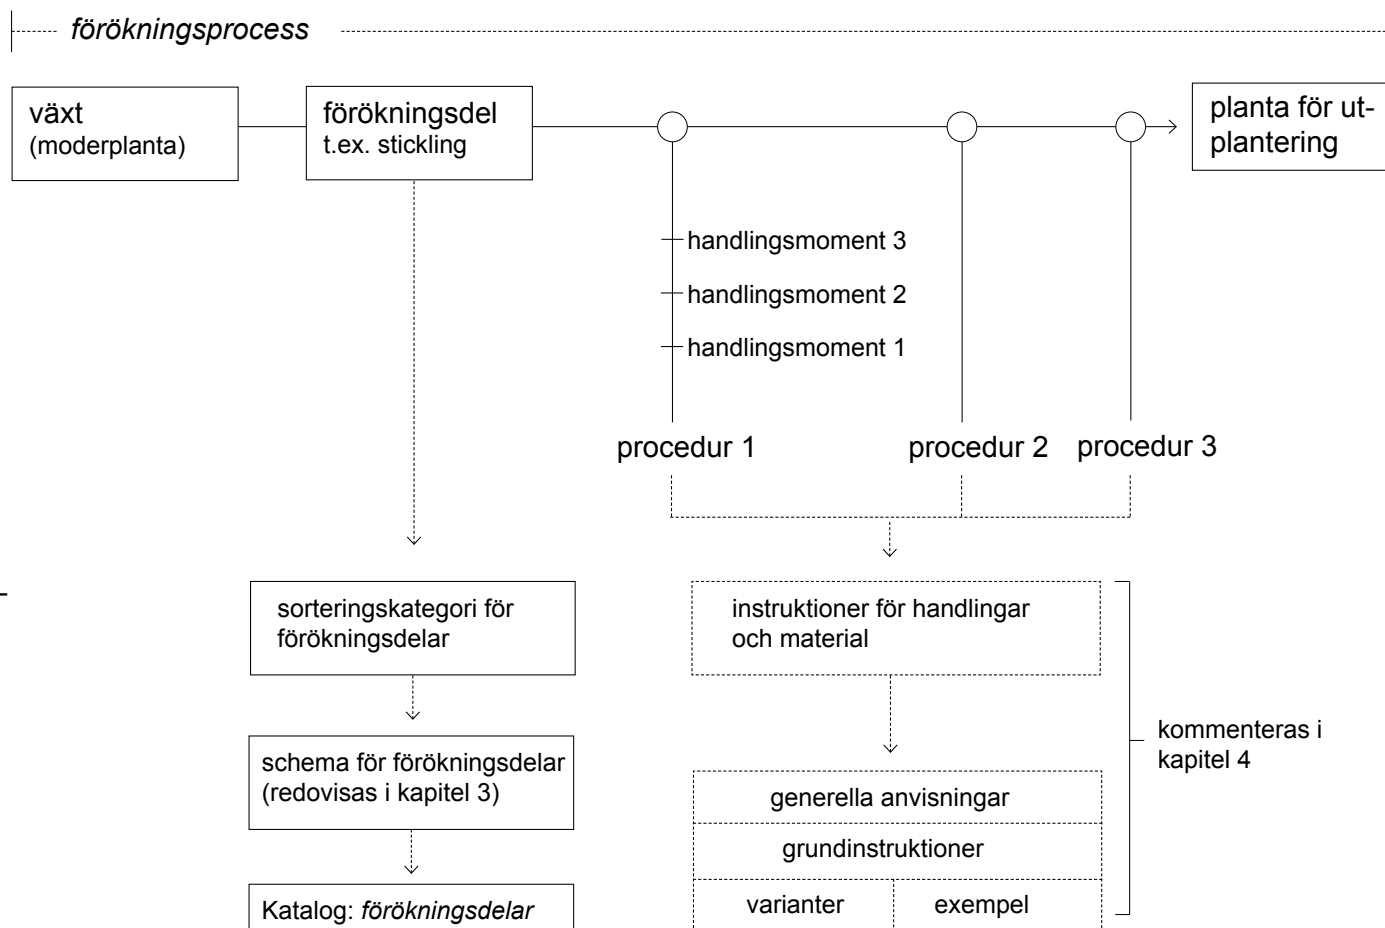 förökningsprocess
växt
(moderplanta)
förökningsdel
t.ex. stickling
planta för ut-
plantering
handlingsmoment 3
handlingsmoment 2
handlingsmoment 1
procedur 1
procedur 2
procedur 3
sorteringskategori för
förökningsdelar
instruktioner för handlingar
och material
schema för förökningsdelar
(redovisas i kapitel 3)
kommenteras i
kapitel 4
generella anvisningar
grundinstruktioner
varianter
exempel
Katalog: förökningsdelar